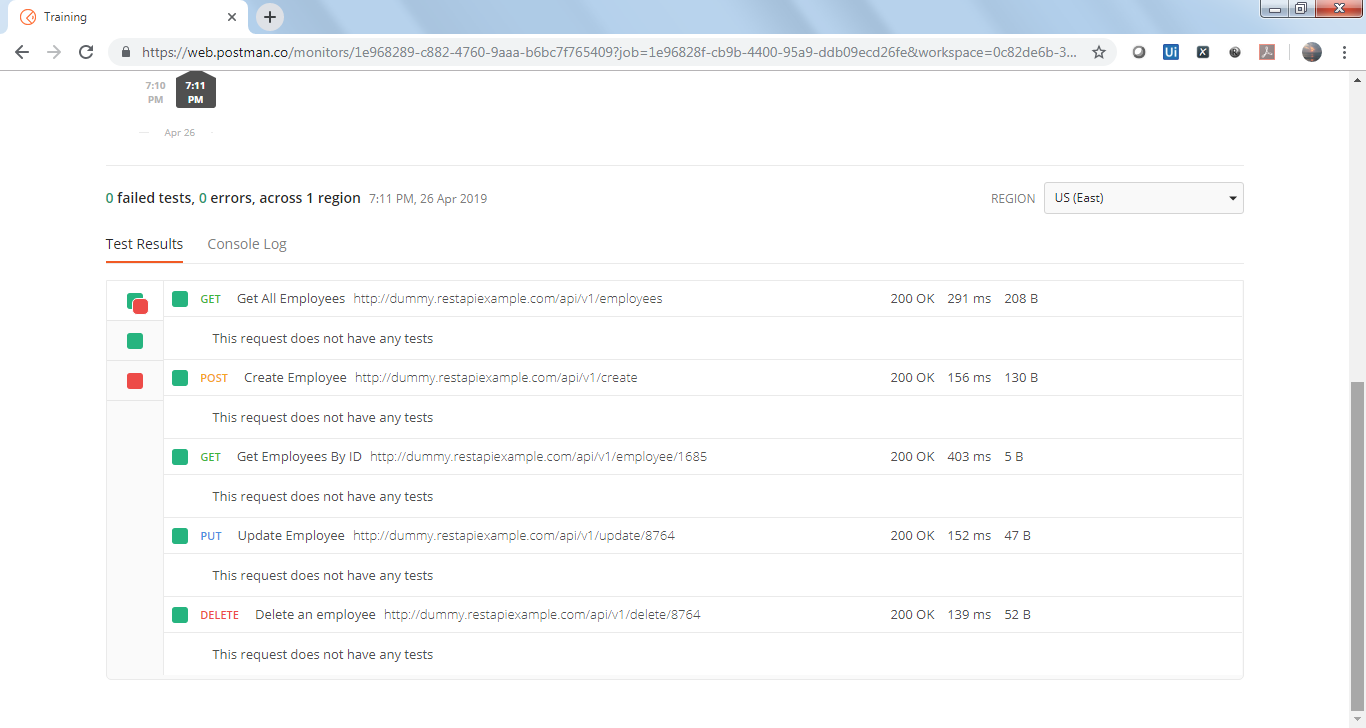 Training
https://web.postman.co/monitors/1e968289-c882-4760-9aaa-b6bc7f765409?job=1e96828f-cb9b-4400-95a9-ddb09ecd26fe&workspace=0c82de6b-3...
Ui
X
7:10 PM
7:11 PM
Apr 26
0 failed tests, 0 errors, across 1 region 7:11 PM, 26 Apr 2019
REGION US (East)
Test Results Console Log
GET Get All Employees http://dummy.restapiexample.com/api/v1/employees 200 OK 291 ms 208 B
This request does not have any tests
POST Create Employee http://dummy.restapiexample.com/api/v1/create 200 OK 156 ms 130 B
This request does not have any tests
GET Get Employees By ID http://dummy.restapiexample.com/api/v1/employee/1685 200 OK 403 ms 5 B
This request does not have any tests
PUT Update Employee http://dummy.restapiexample.com/api/v1/update/8764 200 OK 152 ms 47 B
This request does not have any tests
DELETE Delete an employee http://dummy.restapiexample.com/api/v1/delete/8764 200 OK 139 ms 52 B
This request does not have any tests